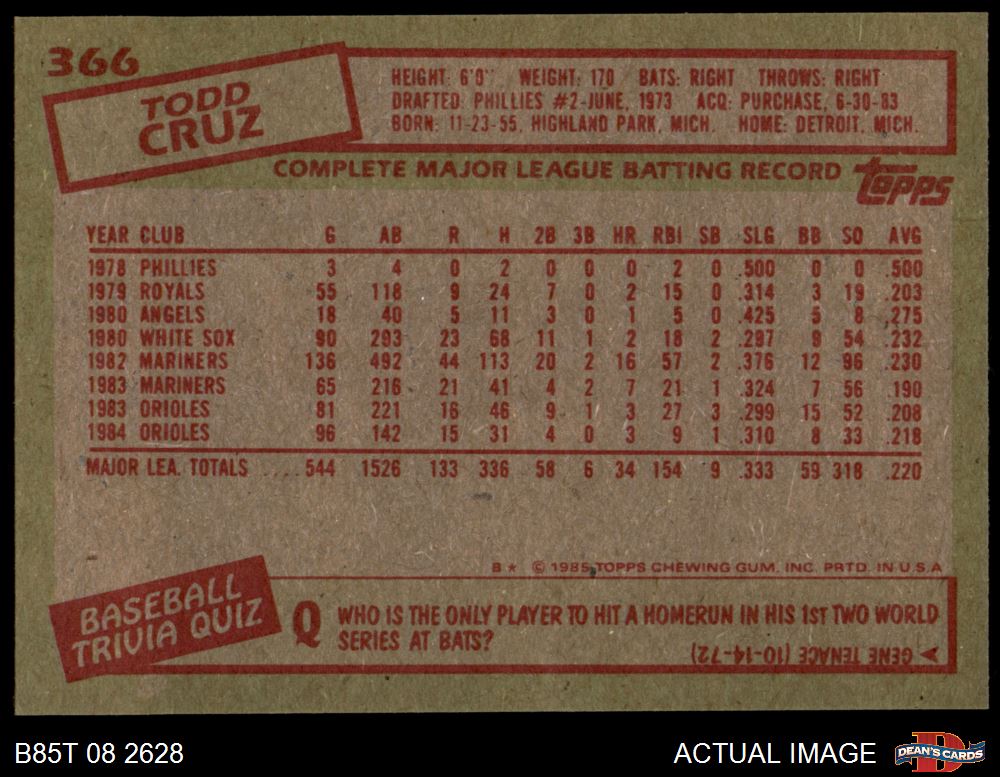 366
TODD
CRUZ
HEIGHT: 6'0" WEIGHT: 170 BATS: RIGHT THROWS: RIGHT
DRAFTED: PHILLIES #2-JUNE, 1973 ACQ: PURCHASE, 6-30-83
BORN: 11-23-55, HIGHLAND PARK, MICH. HOME: DETROIT, MICH.
COMPLETE MAJOR LEAGUE BATTING RECORD
topps
YEAR CLUB G AB R H 2B 3B HR RBI SB SLG BB SO AVG
1978 PHILLIES 3 4 0 2 0 0 0 2 0 .500 0 0 .500
1979 ROYALS 55 118 9 24 7 0 2 15 0 .314 3 19 .203
1980 ANGELS 18 40 5 11 3 0 1 5 0 .425 5 8 .275
1980 WHITE SOX 90 293 23 68 11 1 2 18 2 .297 9 54 .232
1982 MARINERS 136 492 44 113 20 2 16 57 2 .376 12 96 .230
1983 MARINERS 65 216 21 41 4 2 7 21 1 .324 7 56 .190
1983 ORIOLES 81 221 16 46 9 1 3 27 3 .299 15 52 .208
1984 ORIOLES 96 142 15 31 4 0 3 9 1 .310 8 33 .218
MAJOR LEA. TOTALS .... 544 1526 133 336 58 6 34 154 9 .333 59 318 .220
B* © 1985 TOPPS CHEWING GUM, INC. PRTD. IN U.S.A
BASEBALL
TRIVIA QUIZ
Q WHO IS THE ONLY PLAYER TO HIT A HOMERUN IN HIS 1ST TWO WORLD
SERIES AT BATS?
GENE TENACE (10-14-72)
B85T 08 2628
ACTUAL IMAGE
DEAN'S CARDS